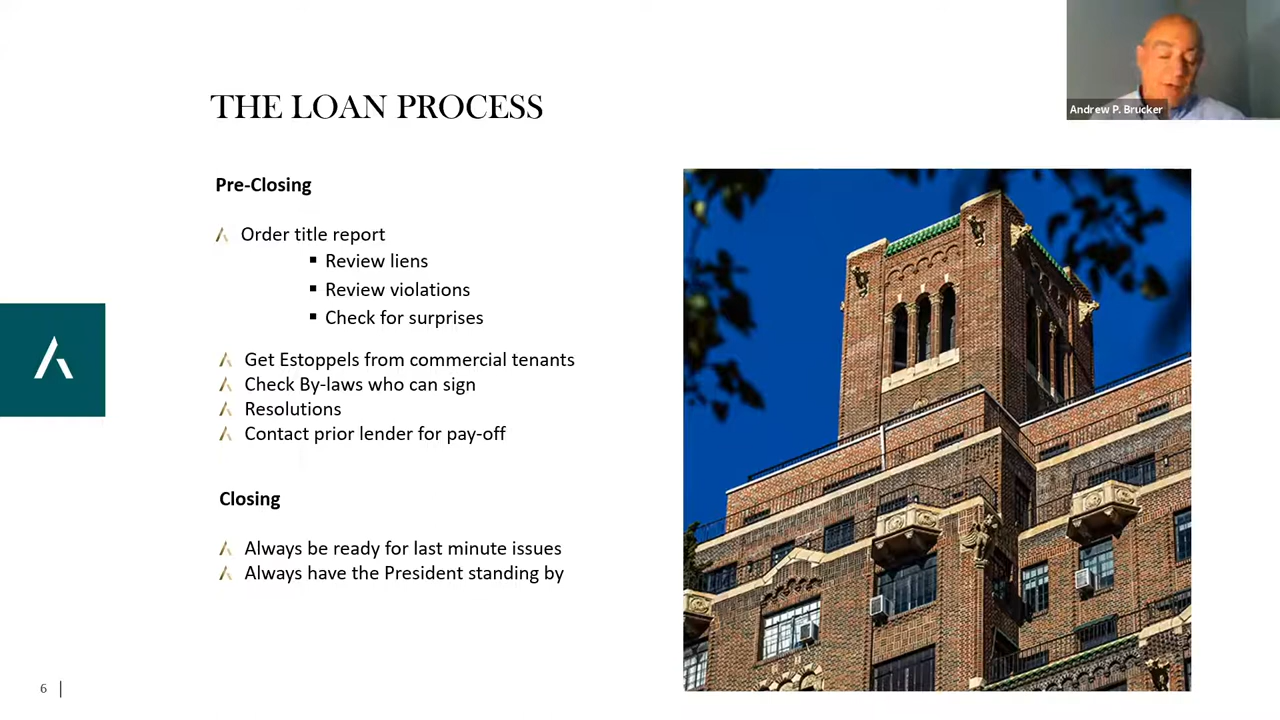 Andrew P. Brucker
THE LOAN PROCESS
Pre-Closing
Order title report
Review liens
Review violations
Check for surprises
Get Estoppels from commercial tenants
Check By-laws who can sign
Resolutions
Contact prior lender for pay-off
Closing
Always be ready for last minute issues
Always have the President standing by
6